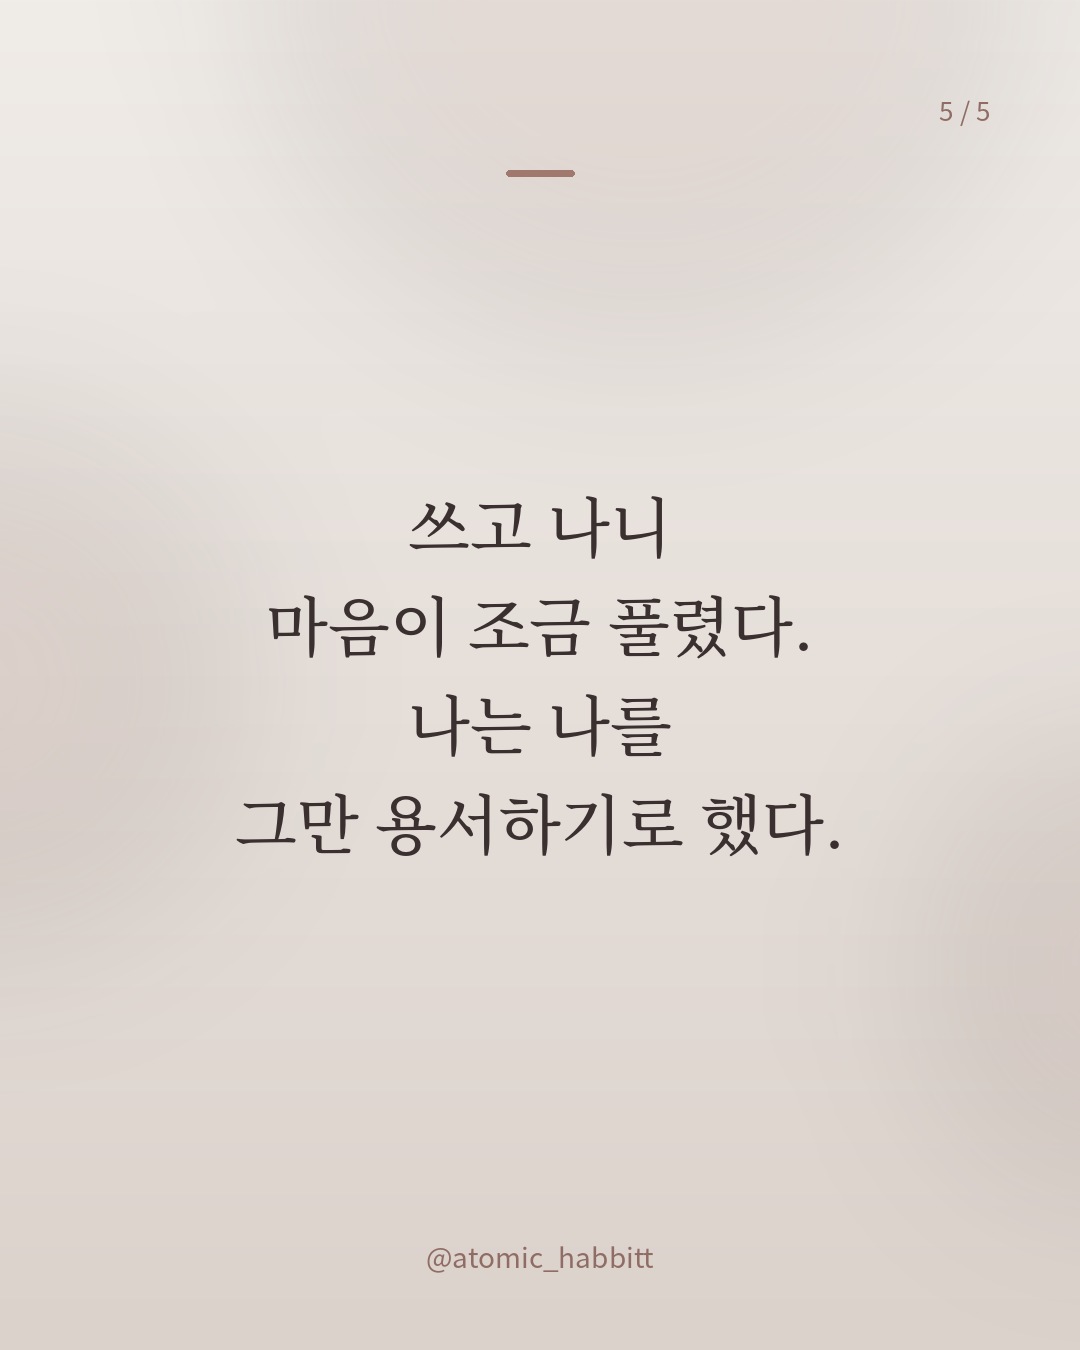 5 / 5
쓰고 나니
마음이 조금 풀렸다.
나는 나를
그만 용서하기로 했다.
@atomic_habbitt